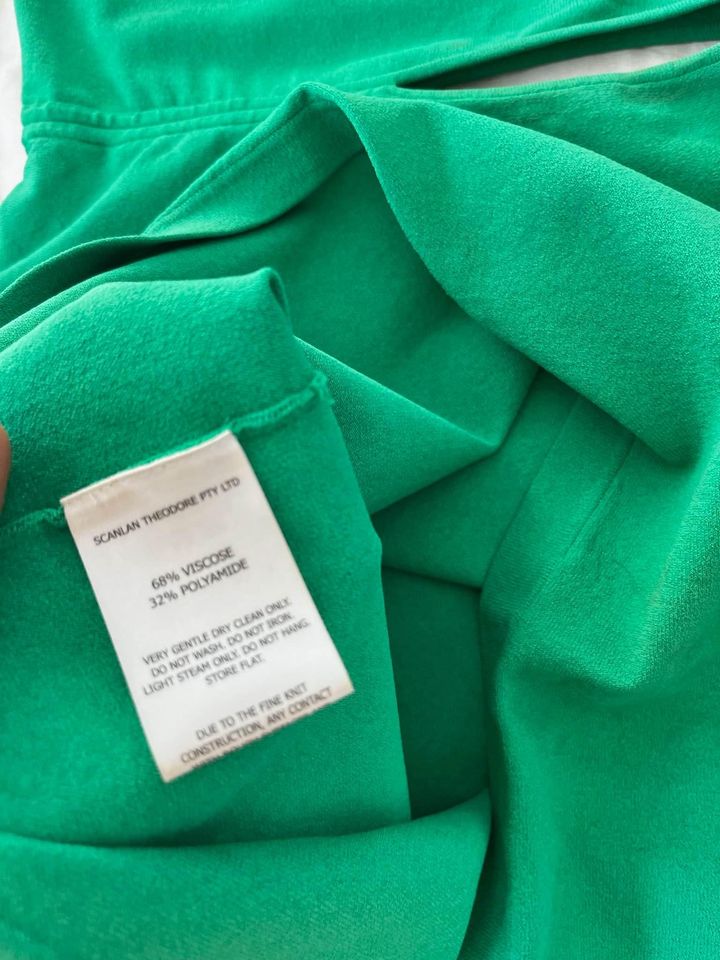 SCANLAN THEODORE PTY LTD
68% VISCOSE
32% POLYAMIDE
VERY GENTLE DRY CLEAN ONLY.
DO NOT WASH. DO NOT IRON.
LIGHT STEAM ONLY. DO NOT HANG.
STORE FLAT.
DUE TO THE FINE KNIT
CONSTRUCTION, ANY CONTACT